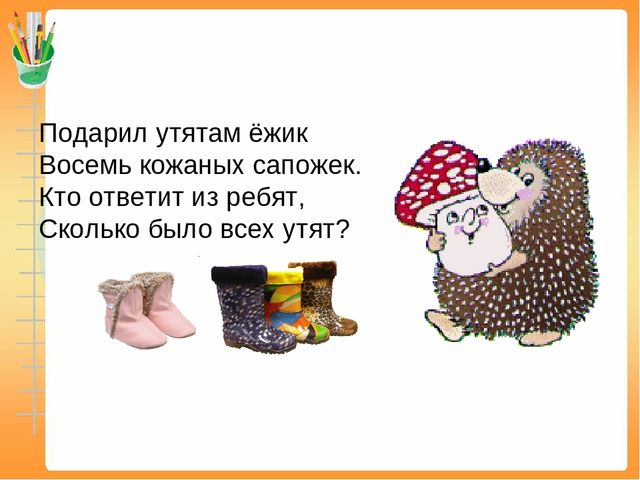 Подарил утятам ёжик
Восемь кожаных сапожек.
Кто ответит из ребят,
Сколько было всех утят?